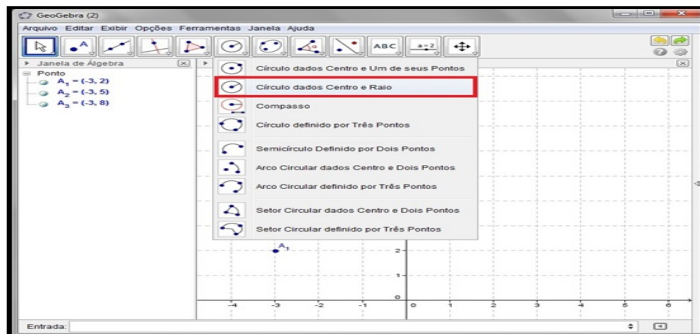 GeoGebra (2)
Arquivo Editar Exibir Opções Ferramentas Janela Ajuda
A ABC a=2
Janela de Álgebra
Ponto
A₁ = (-3, 2)
A₂ = (-3, 5)
A₃ = (-3, 8)
Círculo dados Centro e Um de seus Pontos
Círculo dados Centro e Raio
Compasso
Círculo definido por Três Pontos
Semicírculo Definido por Dois Pontos
Arco Circular dados Centro e Dois Pontos
Arco Circular definido por Três Pontos
Setor Circular dados Centro e Dois Pontos
Setor Circular definido por Três Pontos
A₁
2
1
0
-4 -3 -2 -1 0 1 2 3 4 5 6
Entrada: